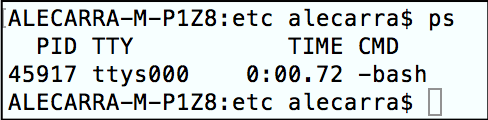 ALECARRA-M-P1Z8:etc alecarra$ ps
  PID TTY           TIME CMD
45917 ttys000    0:00.72 -bash
ALECARRA-M-P1Z8:etc alecarra$